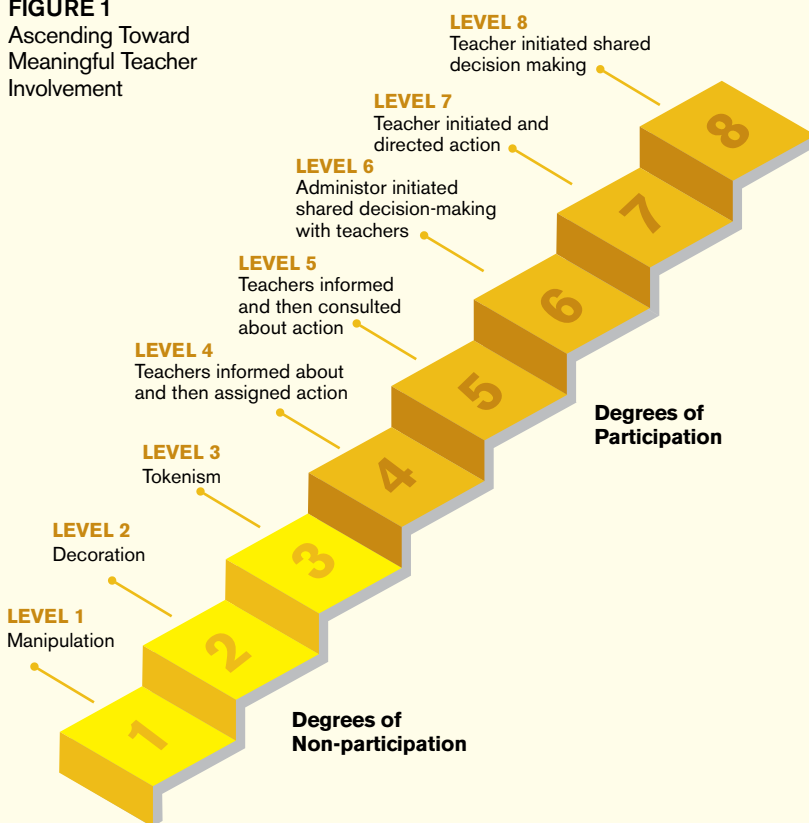 FIGURE 1
Ascending Toward
Meaningful Teacher
Involvement
LEVEL 8
Teacher initiated shared
decision making
LEVEL 7
Teacher initiated and
directed action
LEVEL 6
Administor initiated
shared decision-making
with teachers
LEVEL 5
Teachers informed
and then consulted
about action
LEVEL 4
Teachers informed about
and then assigned action
LEVEL 3
Tokenism
LEVEL 2
Decoration
LEVEL 1
Manipulation
8
7
6
5
4
3
2
1
Degrees of
Participation
Degrees of
Non-participation